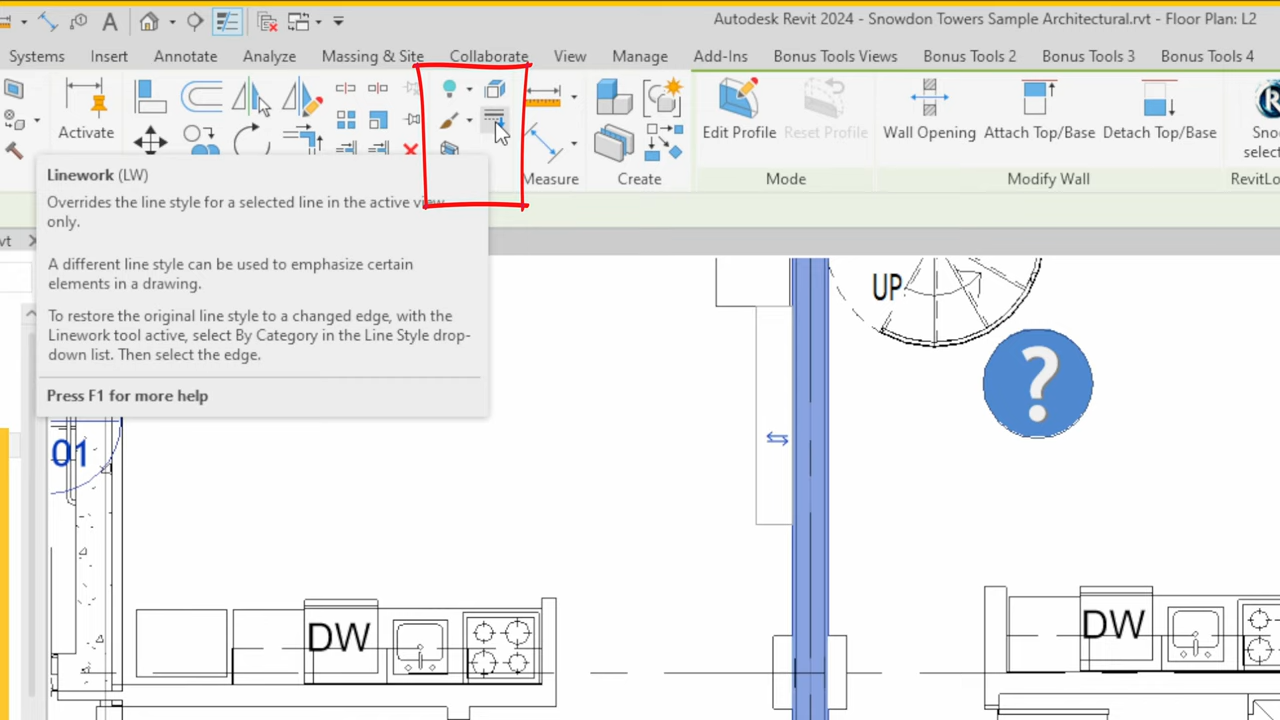 Autodesk Revit 2024 - Snowdon Towers Sample Architectural.rvt - Floor Plan: L2
Systems Insert Annotate Analyze Massing & Site Collaborate View Manage Add-Ins Bonus Tools Views Bonus Tools 2 Bonus Tools 3 Bonus Tools 4
Activate
Edit Profile Reset Profile Wall Opening Attach Top/Base Detach Top/Base
Measure Create Mode Modify Wall
Linework (LW)
Overrides the line style for a selected line in the active view
only.
A different line style can be used to emphasize certain
elements in a drawing.
To restore the original line style to a changed edge, with the
Linework tool active, select By Category in the Line Style drop-
down list. Then select the edge.
Press F1 for more help
UP
?
01
DW
DW